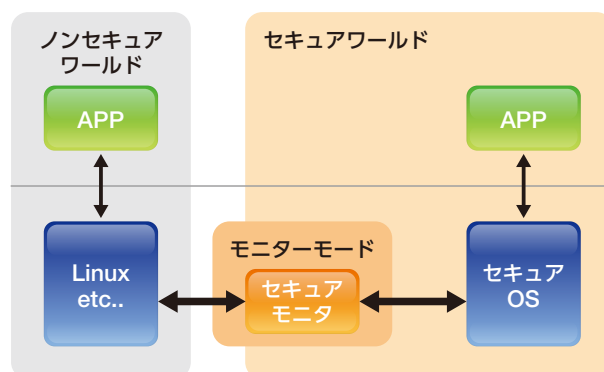 ノンセキュア
ワールド
セキュアワールド
APP
APP
モニターモード
Linux
etc..
セキュア
モニタ
セキュア
OS